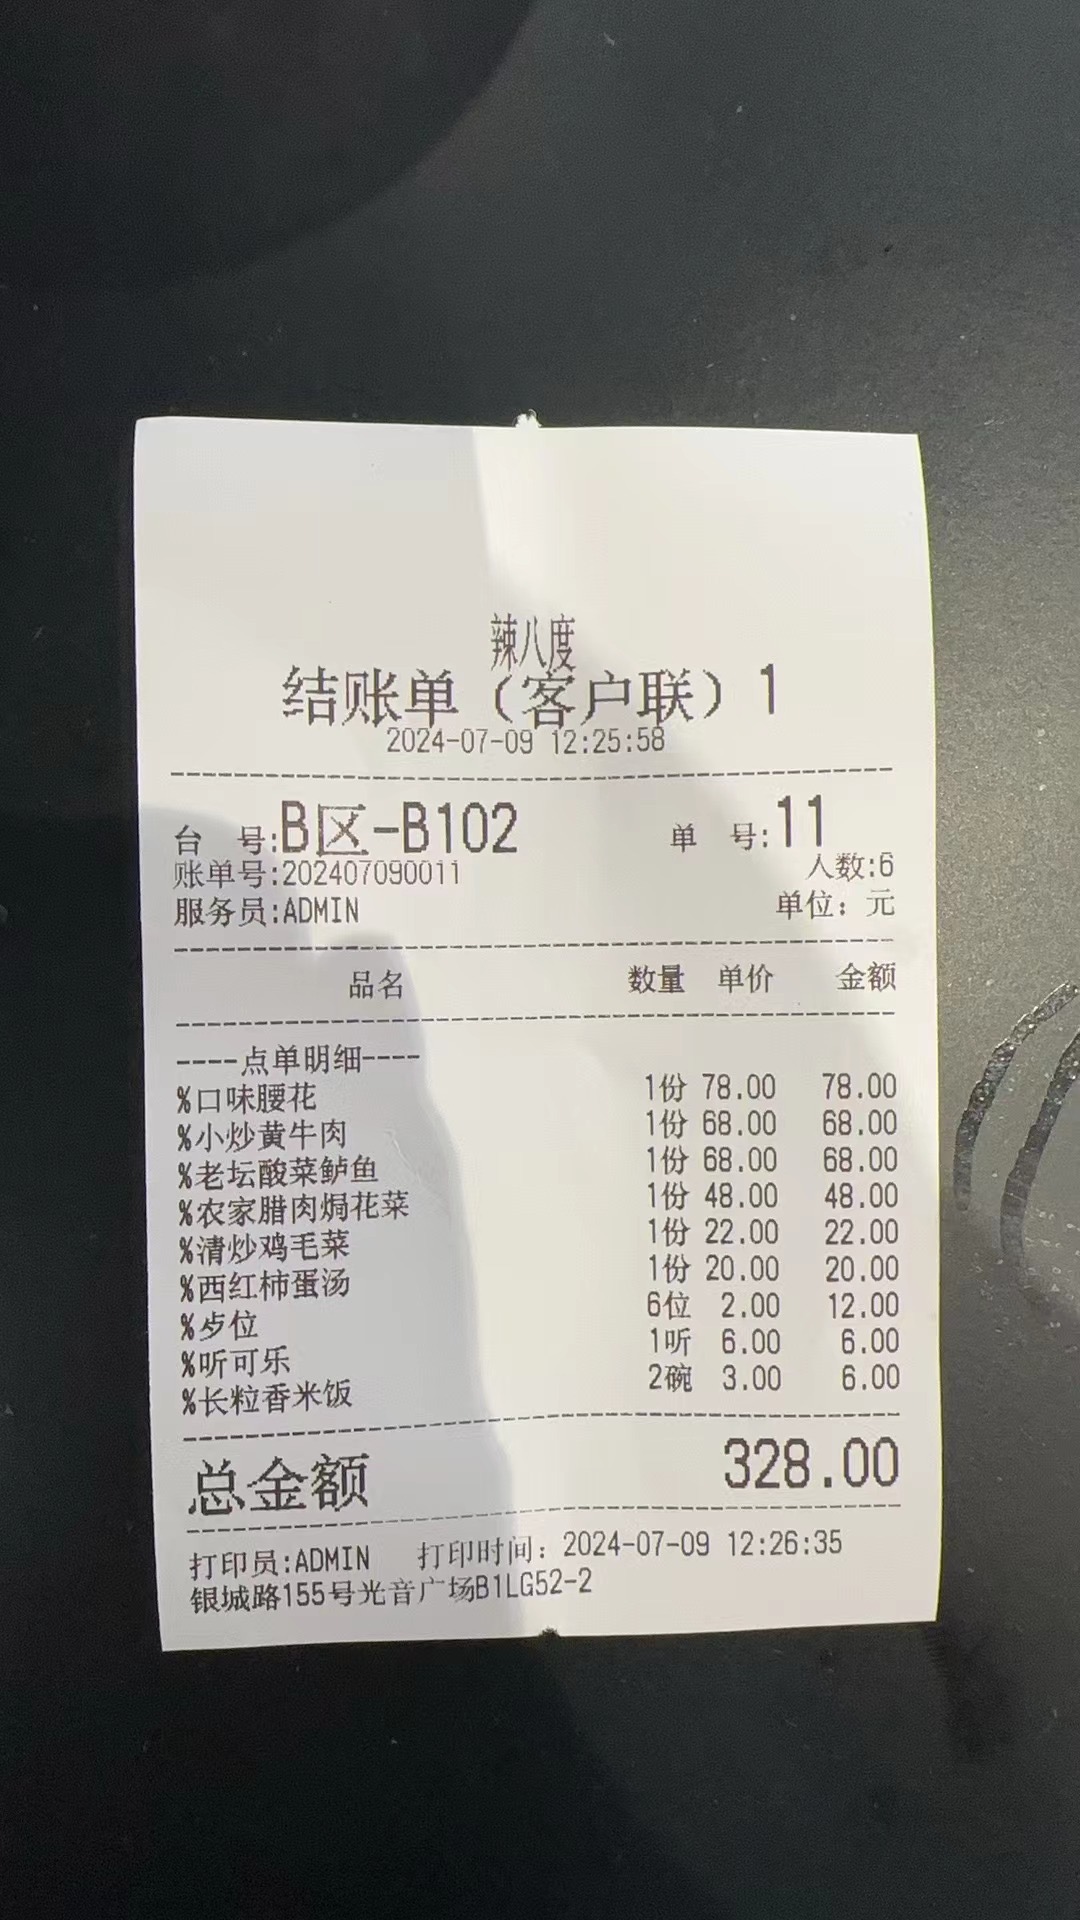 辣八度
结账单（客户联）1
2024-07-09 12:25:58
台 号:B区-B102 单 号:11
账单号:202407090011 人数:6
服务员:ADMIN 单位：元
品名 数量 单价 金额
----点单明细----
%口味腰花 1份 78.00 78.00
%小炒黄牛肉 1份 68.00 68.00
%老坛酸菜鲈鱼 1份 68.00 68.00
%农家腊肉焗花菜 1份 48.00 48.00
%清炒鸡毛菜 1份 22.00 22.00
%西红柿蛋汤 1份 20.00 20.00
%歺位 6位 2.00 12.00
%听可乐 1听 6.00 6.00
%长粒香米饭 2碗 3.00 6.00
总金额 328.00
打印员:ADMIN 打印时间：2024-07-09 12:26:35
银城路155号光音广场B1LG52-2